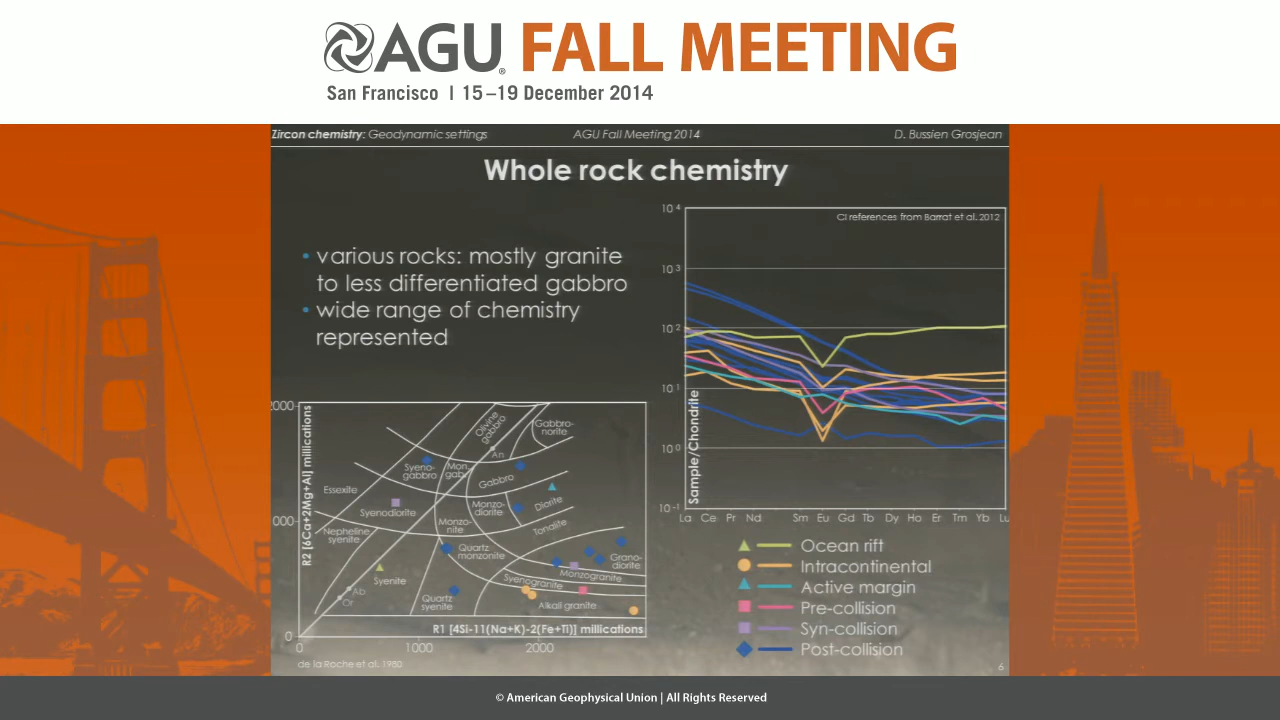 AGU FALL MEETING
San Francisco | 15–19 December 2014
Zircon chemistry: Geodynamic settings
AGU Fall Meeting 2014
D. Bussien Grosjean
Whole rock chemistry
• various rocks: mostly granite
to less differentiated gabbro
• wide range of chemistry
represented
CI references from Barrat et al. 2012
10 4
10 3
10 2
10 1
10 0
10 -1
Sample/Chondrite
La Ce Pr Nd Sm Eu Gd Tb Dy Ho Er Tm Yb Lu
Ocean rift
Intracontinental
Active margin
Pre-collision
Syn-collision
Post-collision
2000
000
0
R2 [6Ca+2Mg+Al] millications
Olivine
gabbro
Gabbro-
norite
An
Syeno-
gabbro
Mon.
gab.
Gabbro
Essexite
Syenodiorite
Monzo-
diorite
Diorite
Nepheline
syenite
Monzo-
nite
Tonalite
Quartz
monzonite
Grano-
diorite
Syenite
Syenogranite
Monzogranite
Ab
Or
Quartz
syenite
Alkali granite
R1 [4Si-11(Na+K)-2(Fe+Ti)] millications
0 1000 2000
de la Roche et al. 1980
6
© American Geophysical Union | All Rights Reserved